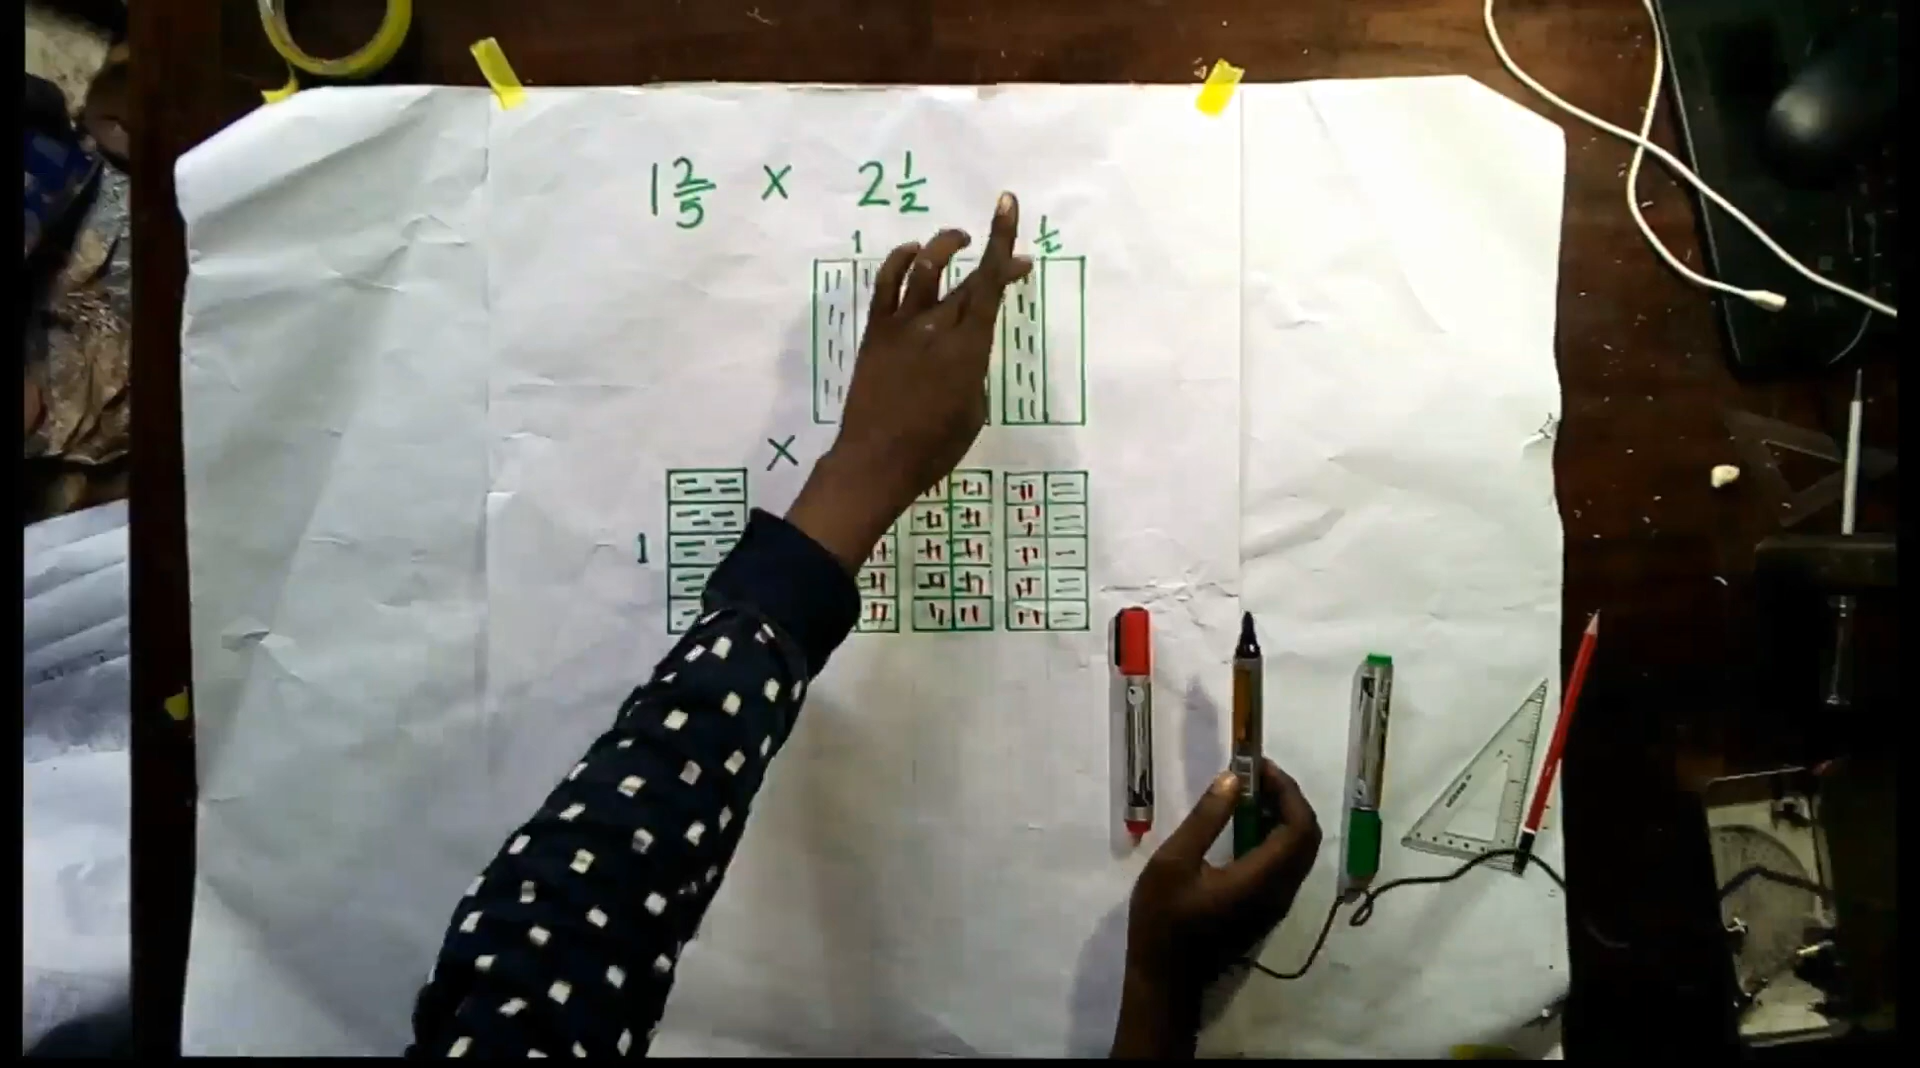 1 2/5 × 2 1/2
1 1/2
×
1